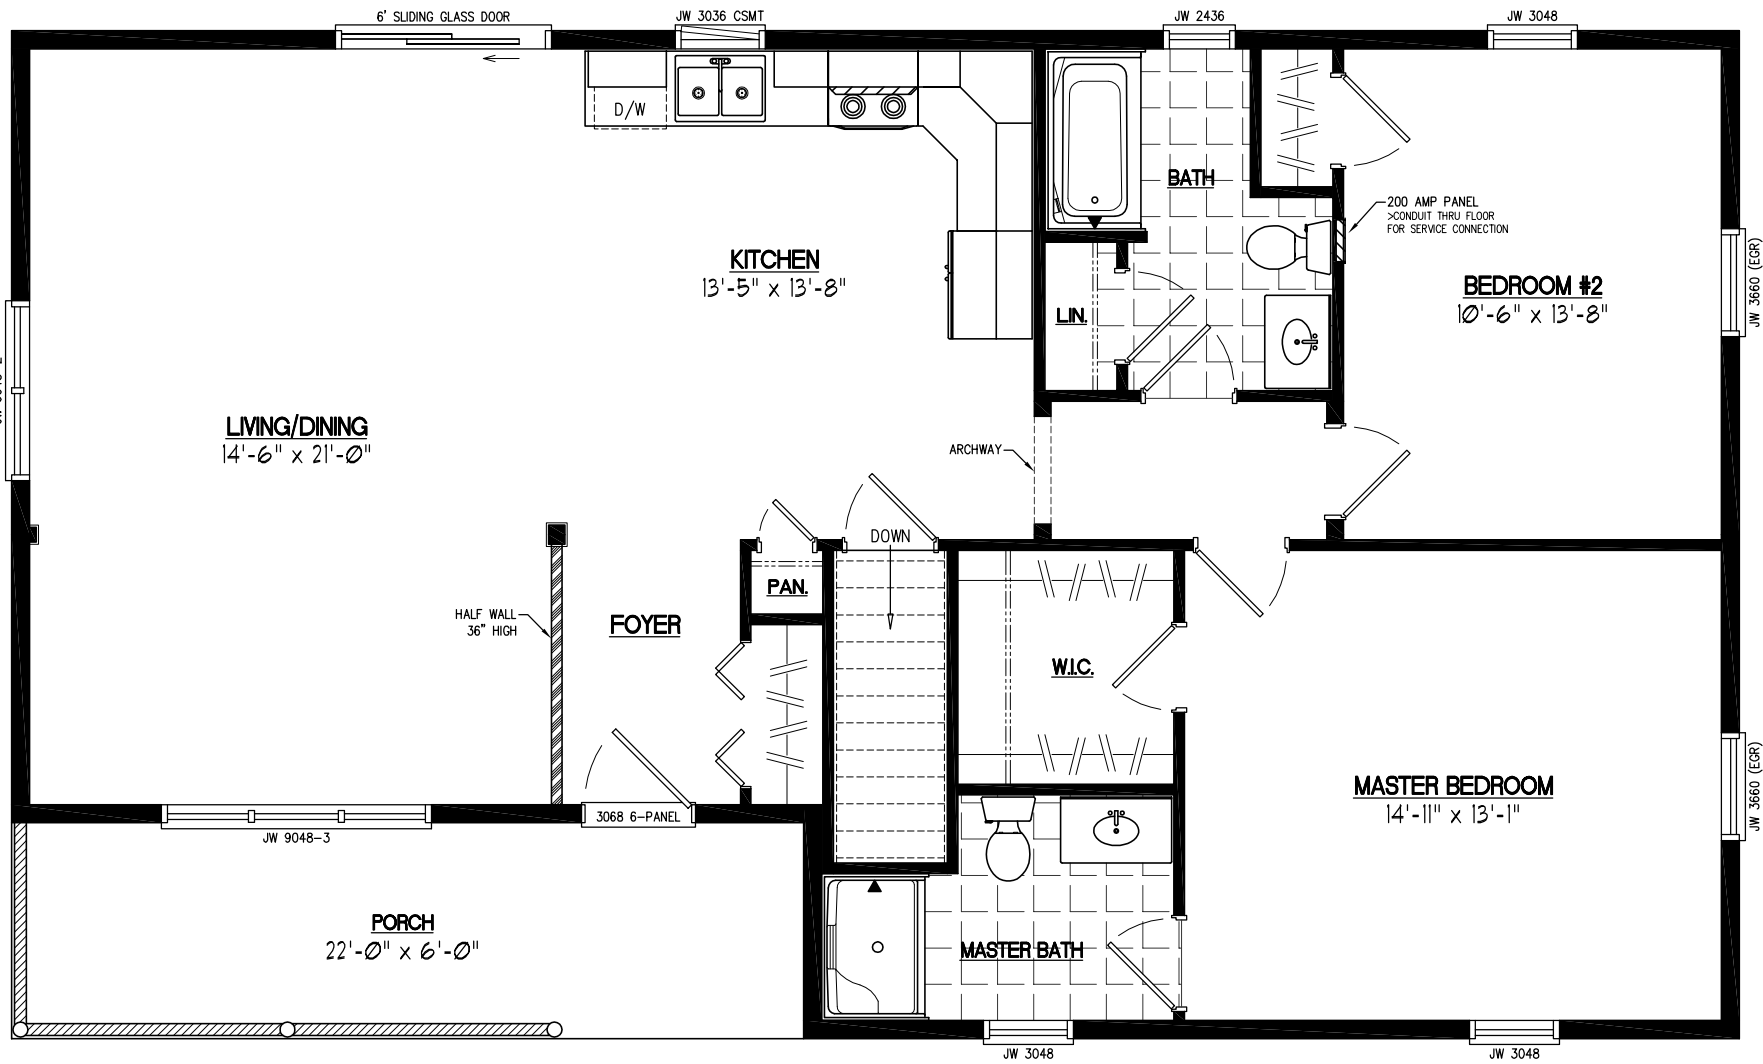 6' SLIDING GLASS DOOR
JW 3036 CSMT
JW 2436
JW 3048
D/W
BATH
200 AMP PANEL
>CONDUIT THRU FLOOR
FOR SERVICE CONNECTION
KITCHEN
13'-5" x 13'-8"
BEDROOM #2
10'-6" x 13'-8"
JW 3660 (EGR)
LIN.
LIVING/DINING
14'-6" x 21'-0"
ARCHWAY
DOWN
PAN.
HALF WALL
36" HIGH
FOYER
W.I.C.
MASTER BEDROOM
14'-11" x 13'-1"
JW 3660 (EGR)
3068 6-PANEL
JW 9048-3
PORCH
22'-0" x 6'-0"
MASTER BATH
JW 3048
JW 3048